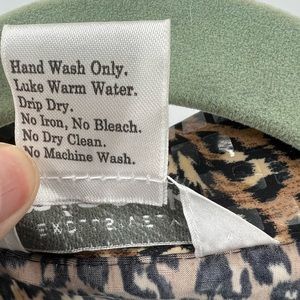 Hand Wash Only.
Luke Warm Water.
Drip Dry.
No Iron, No Bleach.
No Dry Clean.
No Machine Wash.